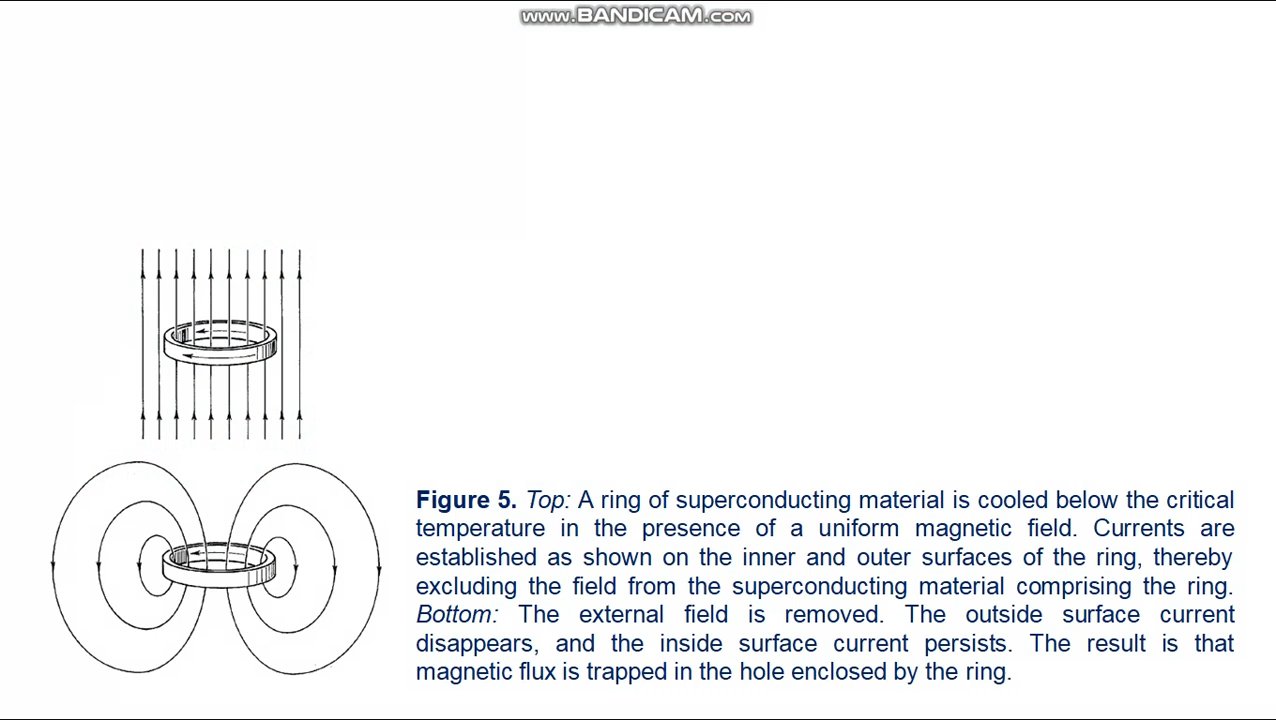 www.BANDICAM.com
Figure 5. Top: A ring of superconducting material is cooled below the critical
temperature in the presence of a uniform magnetic field. Currents are
established as shown on the inner and outer surfaces of the ring, thereby
excluding the field from the superconducting material comprising the ring.
Bottom: The external field is removed. The outside surface current
disappears, and the inside surface current persists. The result is that
magnetic flux is trapped in the hole enclosed by the ring.